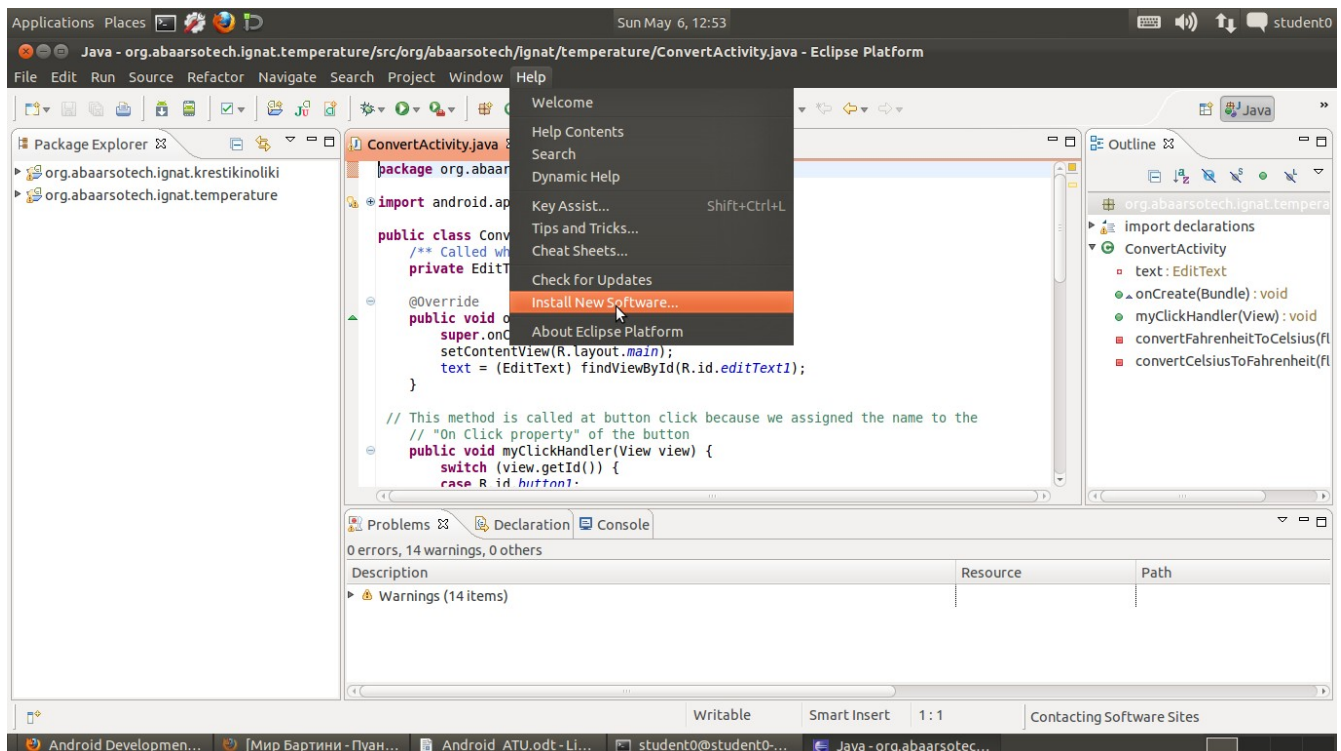 Applications Places
Sun May 6, 12:53
student0
Java - org.abaarsotech.ignat.temperature/src/org/abaarsotech/ignat/temperature/ConvertActivity.java - Eclipse Platform
File Edit Run Source Refactor Navigate Search Project Window Help
Welcome
Help Contents
Search
Dynamic Help
Key Assist... Shift+Ctrl+L
Tips and Tricks...
Cheat Sheets...
Check for Updates
Install New Software...
About Eclipse Platform
Java
»
Package Explorer
org.abaarsotech.ignat.krestikinoliki
org.abaarsotech.ignat.temperature
ConvertActivity.java
package org.abaar
import android.ap
public class Conv
/** Called wh
private EditT
@Override
public void o
super.onC
setContentView(R.layout.main);
text = (EditText) findViewById(R.id.editText1);
}
// This method is called at button click because we assigned the name to the
// "On Click property" of the button
public void myClickHandler(View view) {
switch (view.getId()) {
case R.id.button1:
Outline
org.abaarsotech.ignat.tempera
import declarations
ConvertActivity
text : EditText
onCreate(Bundle) : void
myClickHandler(View) : void
convertFahrenheitToCelsius(fl
convertCelsiusToFahrenheit(fl
Problems Declaration Console
0 errors, 14 warnings, 0 others
Description Resource Path
Warnings (14 items)
Writable Smart Insert 1 : 1 Contacting Software Sites
Android Developmen... [Мир Бартини - Пуан... Android_ATU.odt - Li... student0@student0-... Java - org.abaarsotec...